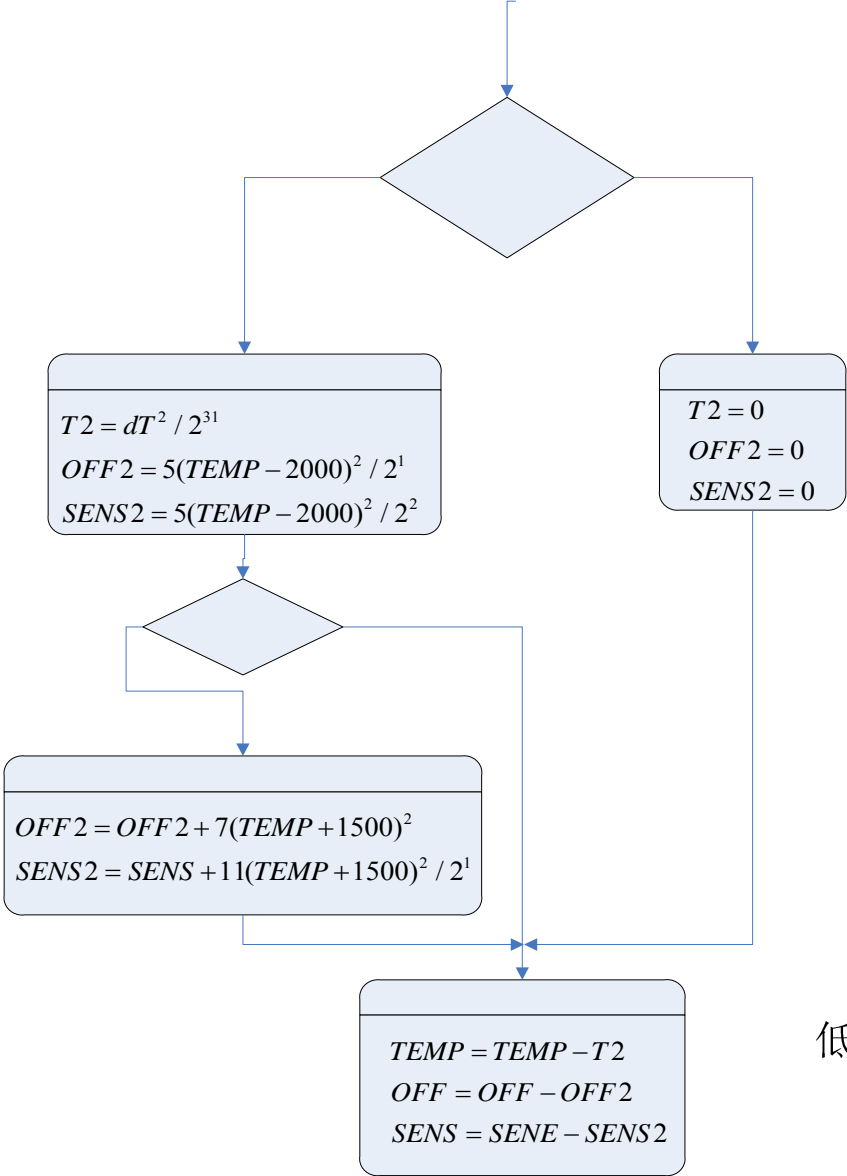 T2 = dT² / 2³¹
OFF2 = 5(TEMP − 2000)² / 2¹
SENS2 = 5(TEMP − 2000)² / 2²
T2 = 0
OFF2 = 0
SENS2 = 0
OFF2 = OFF2 + 7(TEMP + 1500)²
SENS2 = SENS + 11(TEMP + 1500)² / 2¹
TEMP = TEMP − T2
OFF = OFF − OFF2
SENS = SENE − SENS2
低